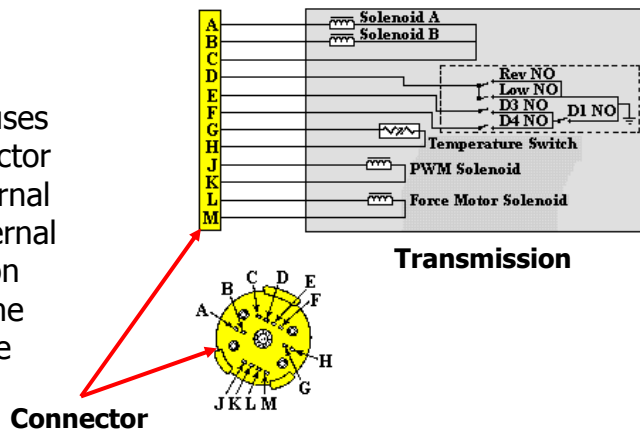 A
B
C
D
E
F
G
H
J
K
L
M
Solenoid A
Solenoid B
Rev NO
Low NO
D3 NO
D4 NO
D1 NO
Temperature Switch
PWM Solenoid
Force Motor Solenoid
Transmission
uses
ctor
rnal
ernal
on
he
e
A
B
C
D
E
F
H
G
J K L M
Connector